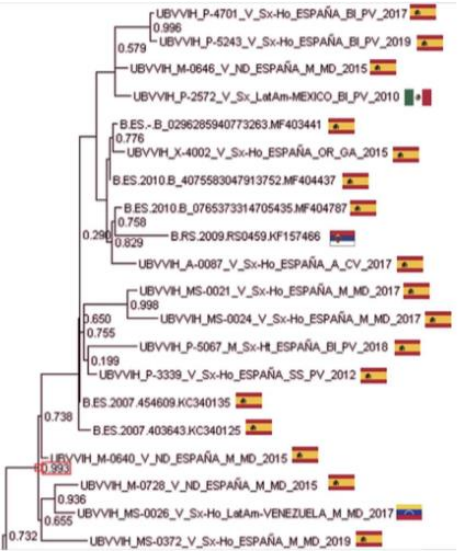 UBVVIH_P-4701_V_Sx-Ho_ESPAÑA_BI_PV_2017
0.996
UBVVIH_P-5243_V_Sx-Ho_ESPAÑA_BI_PV_2019
0.579
UBVVIH_M-0646_V_ND_ESPAÑA_M_MD_2015
UBVVIH_P-2572_V_Sx_LatAm-MEXICO_BI_PV_2010
B.ES.-.B_0296285940773263.MF403441
0.776
UBVVIH_X-4002_V_Sx-Ho_ESPAÑA_OR_GA_2015
B.ES.2010.B_4075583047913752.MF404437
B.ES.2010.B_0765373314705435.MF404787
0.758
0.290
B.RS.2009.RS0459.KF157466
0.829
UBVVIH_A-0087_V_Sx-Ho_ESPAÑA_A_CV_2017
UBVVIH_MS-0021_V_Sx-Ho_ESPAÑA_M_MD_2017
0.998
0.650
UBVVIH_MS-0024_V_Sx-Ho_ESPAÑA_M_MD_2017
0.755
UBVVIH_P-5067_M_Sx-Ht_ESPAÑA_BI_PV_2018
0.199
UBVVIH_P-3339_V_Sx-Ho_ESPAÑA_SS_PV_2012
B.ES.2007.454609.KC340135
0.738
B.ES.2007.403643.KC340125
UBVVIH_M-0640_V_ND_ESPAÑA_M_MD_2015
0.993
UBVVIH_M-0728_V_ND_ESPAÑA_M_MD_2015
0.936
UBVVIH_MS-0026_V_Sx-Ho_LatAm-VENEZUELA_M_MD_2017
0.655
0.732
UBVVIH_MS-0372_V_Sx-Ho_ESPAÑA_M_MD_2019